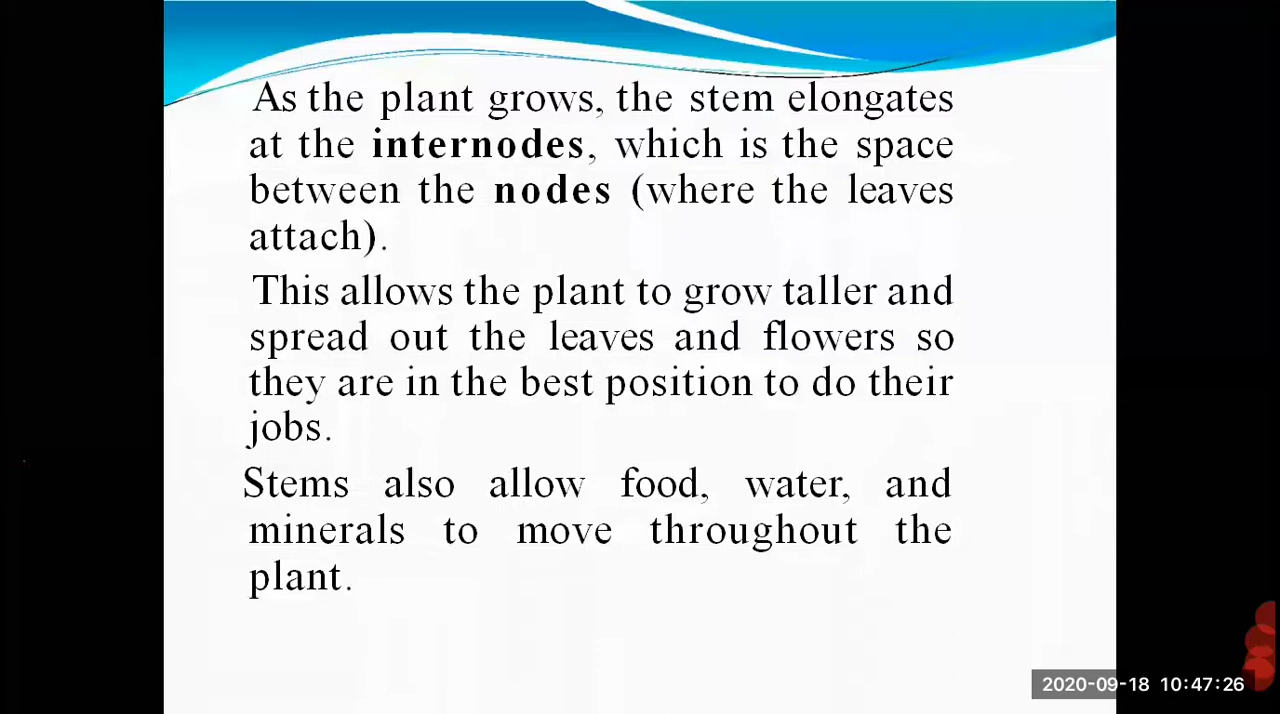 As the plant grows, the stem elongates
at the internodes, which is the space
between the nodes (where the leaves
attach).
This allows the plant to grow taller and
spread out the leaves and flowers so
they are in the best position to do their
jobs.
Stems also allow food, water, and
minerals to move throughout the
plant.
2020-09-18 10:47:26